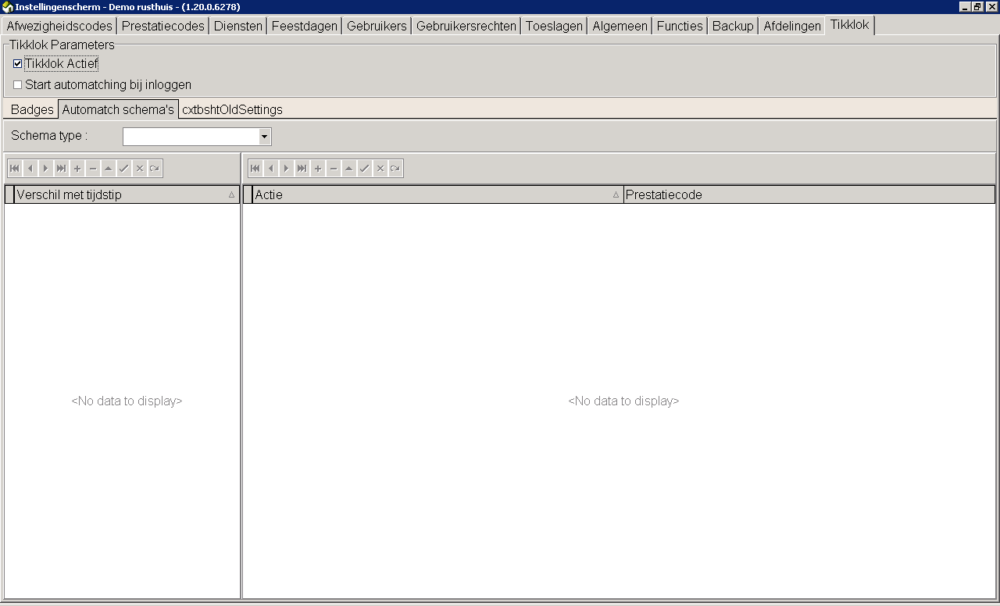 Instellingenscherm - Demo rusthuis - (1.20.0.6278)
Afwezigheidscodes Prestatiecodes Diensten Feestdagen Gebruikers Gebruikersrechten Toeslagen Algemeen Functies Backup Afdelingen Tikklok
Tikklok Parameters
Tikklok Actief
Start automatching bij inloggen
Badges Automatch schema's cxtbshtOldSettings
Schema type :
Verschil met tijdstip Actie Prestatiecode
<No data to display> <No data to display>